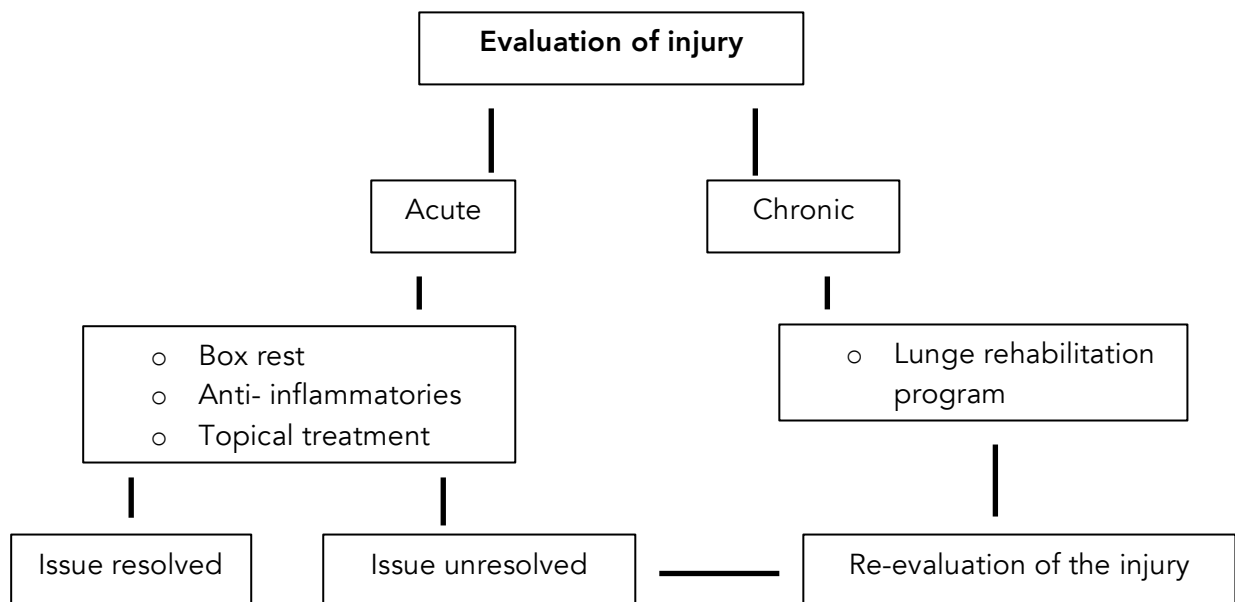 Evaluation of injury
Acute
Chronic
o Box rest
o Anti- inflammatories
o Topical treatment
o Lunge rehabilitation
program
Issue resolved
Issue unresolved
Re-evaluation of the injury